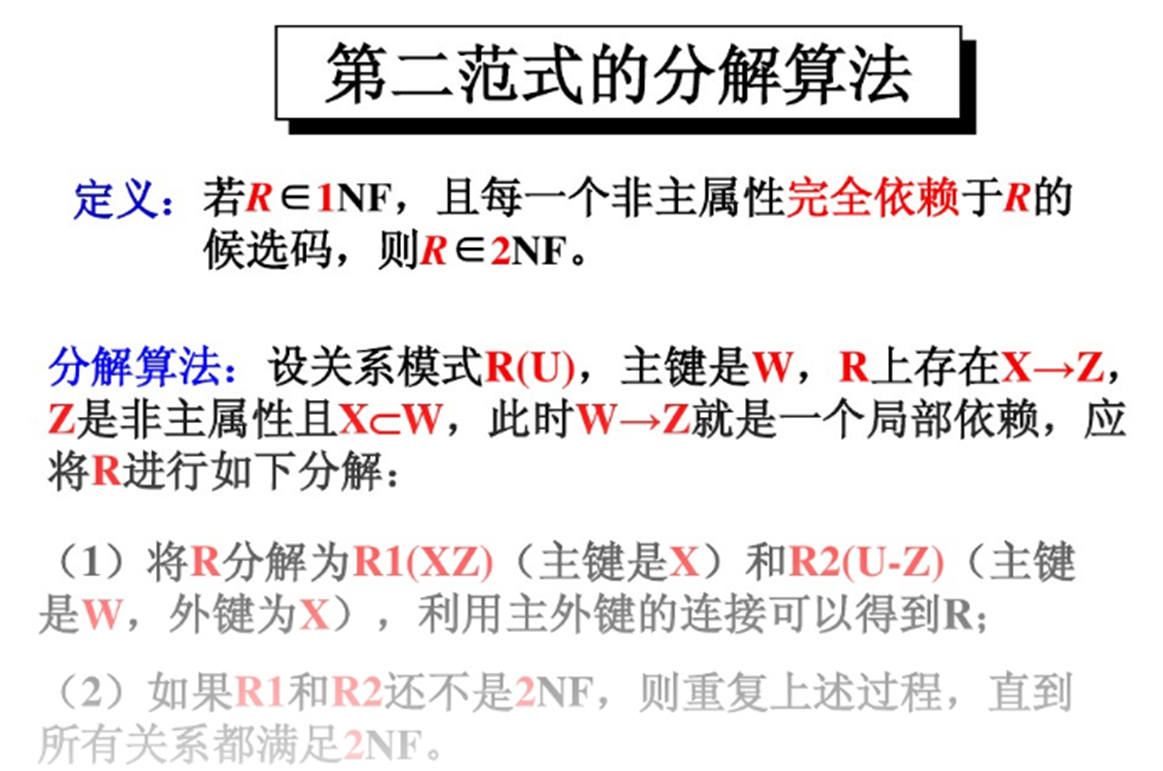 第二范式的分解算法
定义：若R∈1NF，且每一个非主属性完全依赖于R的
候选码，则R∈2NF。
分解算法：设关系模式R(U)，主键是W，R上存在X→Z，
Z是非主属性且X⊂W，此时W→Z就是一个局部依赖，应
将R进行如下分解：
（1）将R分解为R1(XZ)（主键是X）和R2(U-Z)（主键
是W，外键为X），利用主外键的连接可以得到R；
（2）如果R1和R2还不是2NF，则重复上述过程，直到
所有关系都满足2NF。